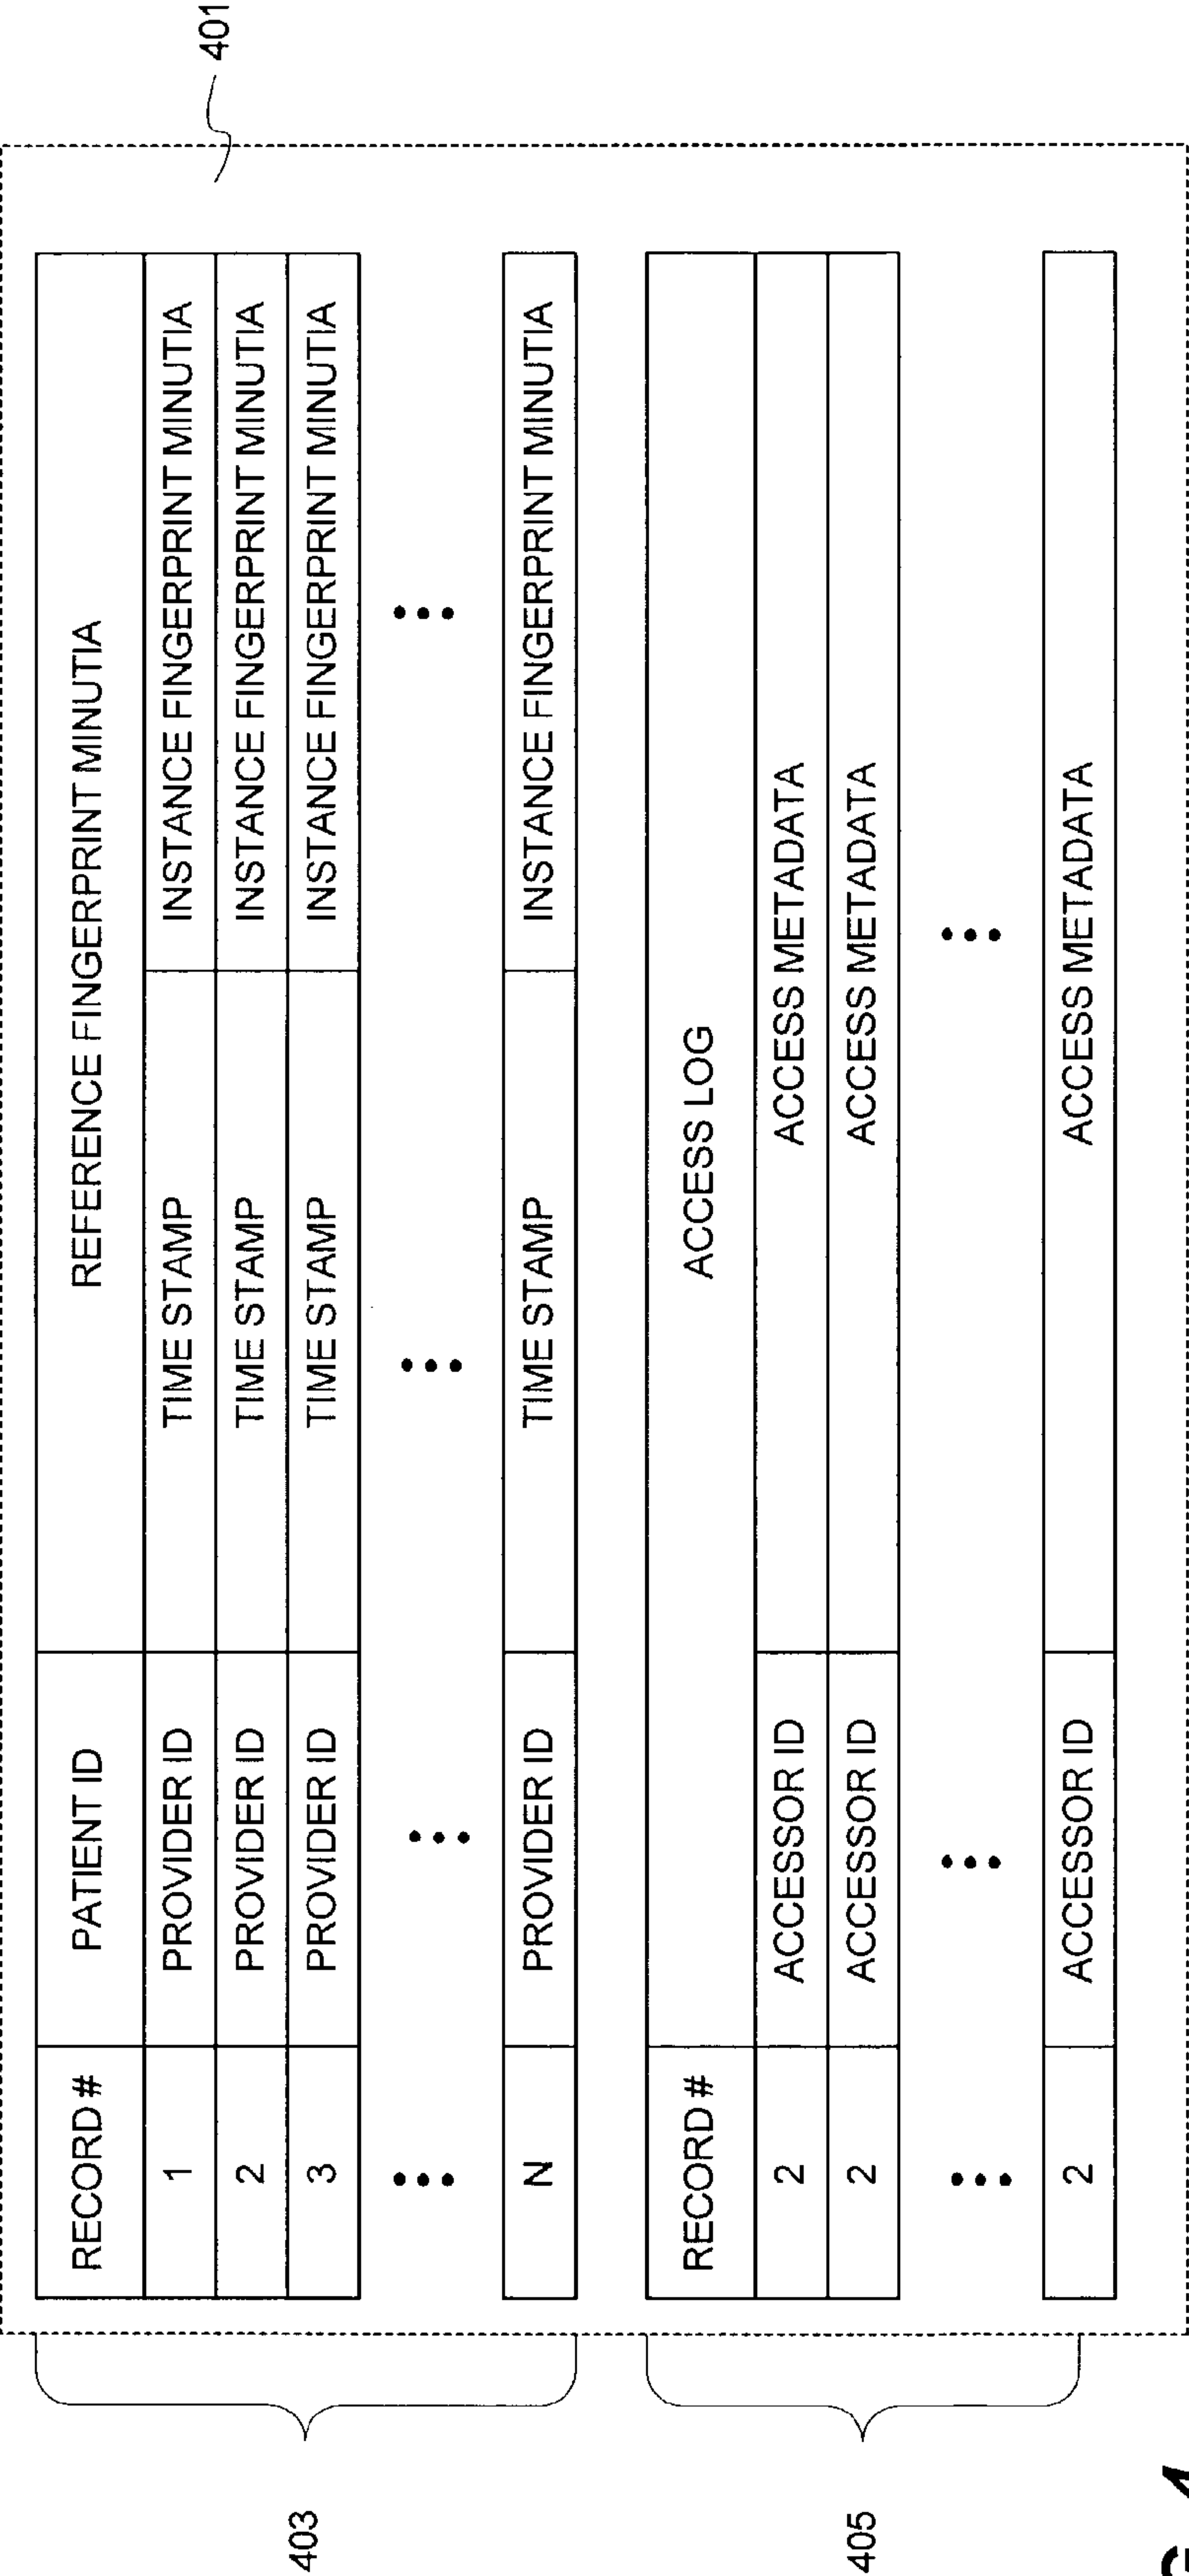 401
RECORD # PATIENT ID REFERENCE FINGERPRINT MINUTIA
1 PROVIDER ID TIME STAMP INSTANCE FINGERPRINT MINUTIA
2 PROVIDER ID TIME STAMP INSTANCE FINGERPRINT MINUTIA
3 PROVIDER ID TIME STAMP INSTANCE FINGERPRINT MINUTIA
N PROVIDER ID TIME STAMP INSTANCE FINGERPRINT MINUTIA
403
RECORD # ACCESS LOG
2 ACCESSOR ID ACCESS METADATA
2 ACCESSOR ID ACCESS METADATA
2 ACCESSOR ID ACCESS METADATA
405